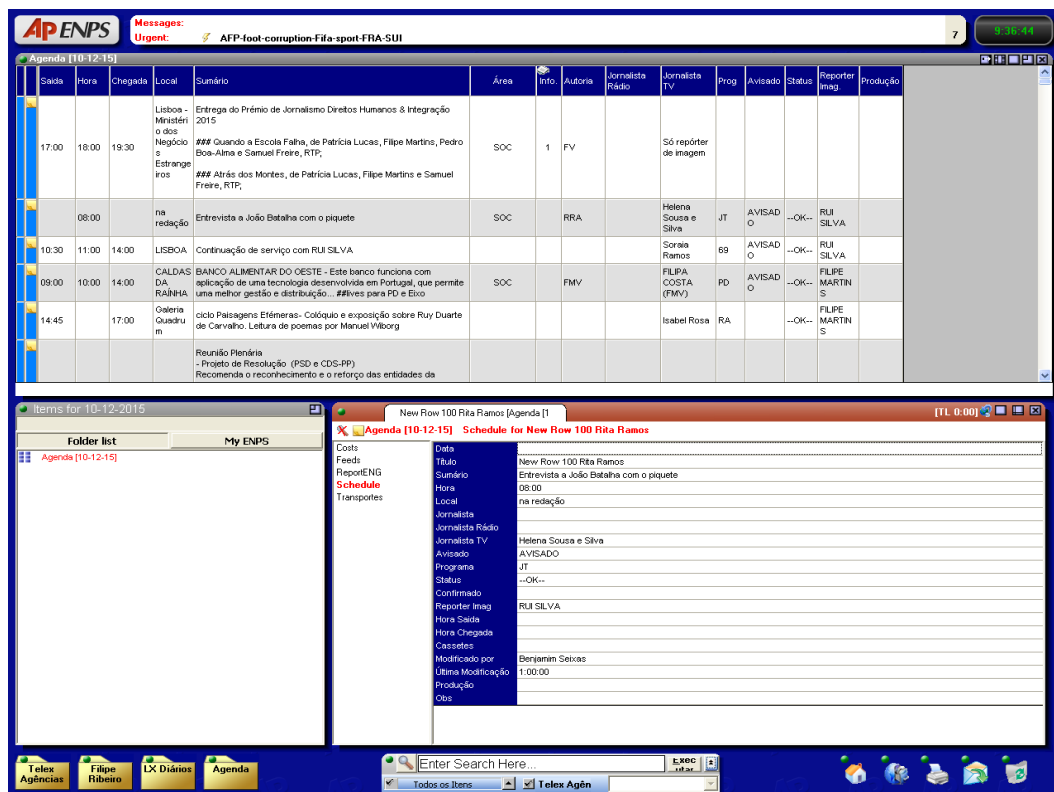 AP ENPS
Messages:
Urgent: AFP-foot-corruption-Fifa-sport-FRA-SUI
7
9:36:44
Agenda [10-12-15]
Saida Hora Chegada Local Sumário Área Info. Autoria Jornalista Rádio Jornalista TV Prog Avisado Status Reporter Imag. Produção
17:00 18:00 19:30
Lisboa -
Ministéri
o dos
Negócio
s
Estrange
iros
Entrega do Prémio de Jornalismo Direitos Humanos & Integração
2015
### Quando a Escola Falha, de Patrícia Lucas, Filipe Martins, Pedro
Boa-Alma e Samuel Freire, RTP;
### Atrás dos Montes, de Patrícia Lucas, Filipe Martins e Samuel
Freire, RTP;
SOC 1 FV
Só repórter
de imagem
08:00
na
redação
Entrevista a João Batalha com o piquete
SOC RRA
Helena
Sousa e
Silva
JT
AVISAD
O
--OK--
RUI
SILVA
10:30 11:00 14:00 LISBOA Continuação de serviço com RUI SILVA
Soraia
Ramos
69
AVISAD
O
--OK--
RUI
SILVA
09:00 10:00 14:00
CALDAS
DA
RAÍNHA
BANCO ALIMENTAR DO OESTE - Este banco funciona com
aplicação de uma tecnologia desenvolvida em Portugal, que permite
uma melhor gestão e distribuição... ##lives para PD e Eixo
SOC FMV
FILIPA
COSTA
(FMV)
PD
AVISAD
O
--OK--
FILIPE
MARTIN
S
14:45 17:00
Galeria
Quadru
m
ciclo Paisagens Efémeras- Colóquio e exposição sobre Ruy Duarte
de Carvalho. Leitura de poemas por Manuel Wiborg
Isabel Rosa RA --OK--
FILIPE
MARTIN
S
Reunião Plenária
- Projeto de Resolução (PSD e CDS-PP)
Recomenda o reconhecimento e o reforço das entidades da
Items for 10-12-2015
Folder list My ENPS
Agenda [10-12-15]
New Row 100 Rita Ramos [Agenda [1
[TL 0:00]
Agenda [10-12-15] Schedule for New Row 100 Rita Ramos
Costs
Feeds
ReportENG
Schedule
Transportes
Data
Título New Row 100 Rita Ramos
Sumário Entrevista a João Batalha com o piquete
Hora 08:00
Local na redação
Jornalista
Jornalista Rádio
Jornalista TV Helena Sousa e Silva
Avisado AVISADO
Programa JT
Status --OK--
Confirmado
Reporter Imag RUI SILVA
Hora Saida
Hora Chegada
Cassetes
Modificado por Benjamim Seixas
Última Modificação 1:00:00
Produção
Obs
Telex
Agências
Filipe
Ribeiro
LX Diários
Agenda
Enter Search Here...
Exec
utar
Todos os Itens Telex Agên